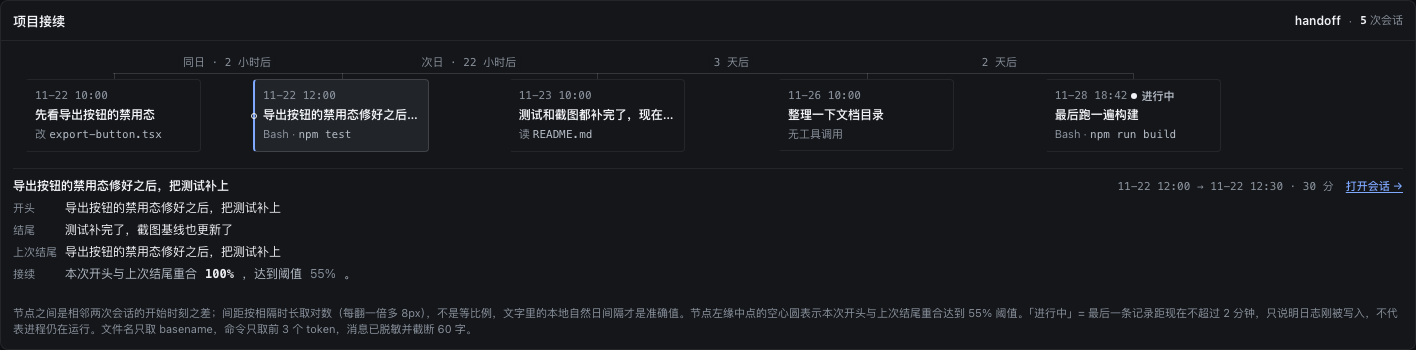 项目接续
handoff · 5 次会话
同日 · 2 小时后
次日 · 22 小时后
3 天后
2 天后
11-22 10:00
先看导出按钮的禁用态
改 export-button.tsx
11-22 12:00
导出按钮的禁用态修好之后…
Bash · npm test
11-23 10:00
测试和截图都补完了，现在…
读 README.md
11-26 10:00
整理一下文档目录
无工具调用
11-28 18:42 ● 进行中
最后跑一遍构建
Bash · npm run build
导出按钮的禁用态修好之后，把测试补上
11-22 12:00 → 11-22 12:30 · 30 分 打开会话 →
开头 导出按钮的禁用态修好之后，把测试补上
结尾 测试补完了，截图基线也更新了
上次结尾 导出按钮的禁用态修好之后，把测试补上
接续 本次开头与上次结尾重合 100% ，达到阈值 55% 。
节点之间是相邻两次会话的开始时刻之差；间距按相隔时长取对数（每翻一倍多 8px），不是等比例，文字里的本地自然日间隔才是准确值。节点左缘中点的空心圆表示本次开头与上次结尾重合达到 55% 阈值。「进行中」= 最后一条记录距现在不超过 2 分钟，只说明日志刚被写入，不代
表进程仍在运行。文件名只取 basename，命令只取前 3 个 token，消息已脱敏并截断 60 字。